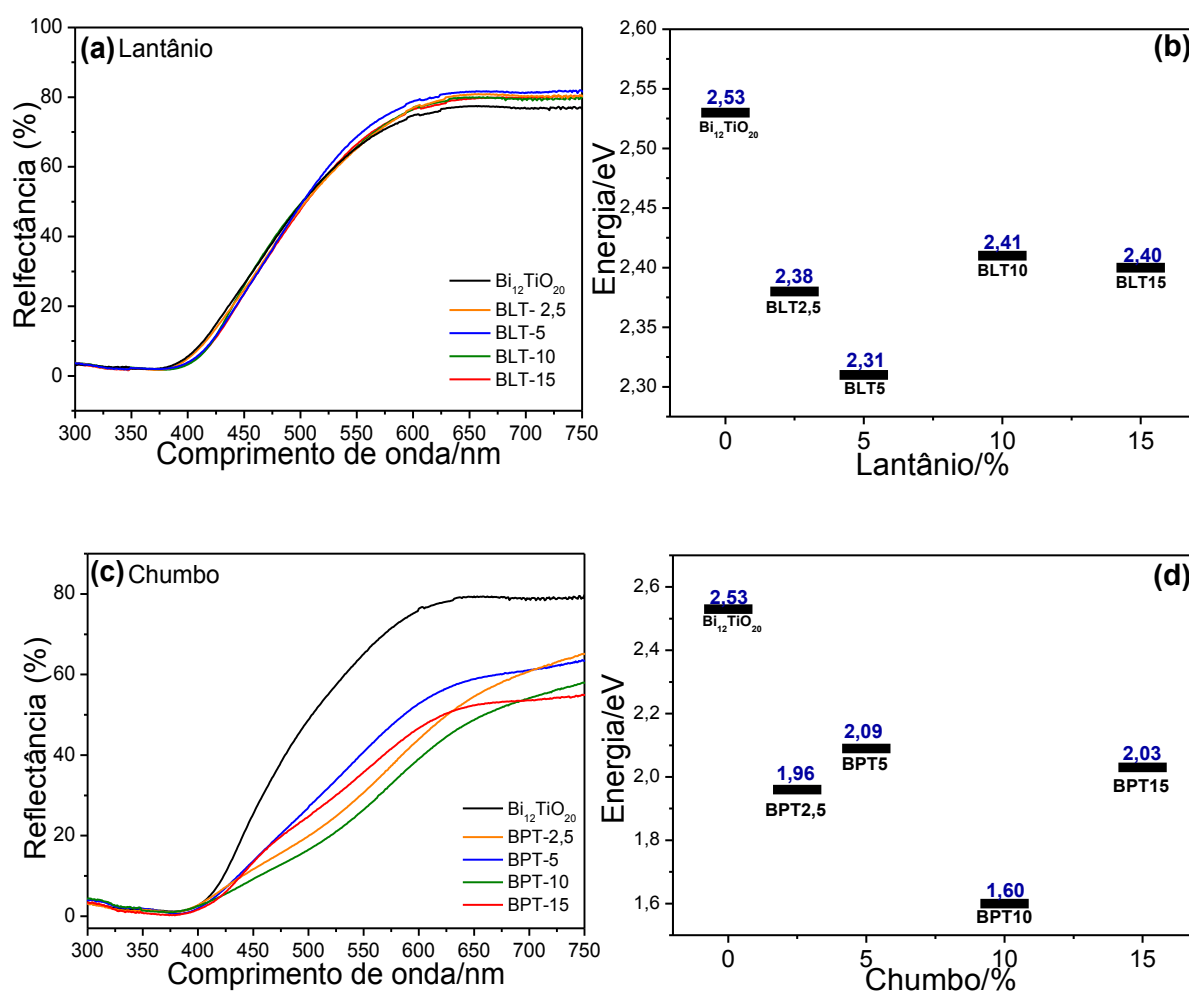 (a) Lantânio
Relfectância (%)
100
80
60
40
20
0
Bi₁₂TiO₂₀
BLT- 2,5
BLT-5
BLT-10
BLT-15
300 350 400 450 500 550 600 650 700 750
Comprimento de onda/nm
(b)
Energia/eV
2,60
2,55
2,50
2,45
2,40
2,35
2,30
2,53
Bi₁₂TiO₂₀
2,38
BLT2,5
2,31
BLT5
2,41
BLT10
2,40
BLT15
0 5 10 15
Lantânio/%
(c) Chumbo
Reflectância (%)
80
60
40
20
0
Bi₁₂TiO₂₀
BPT-2,5
BPT-5
BPT-10
BPT-15
300 350 400 450 500 550 600 650 700 750
Comprimento de onda/nm
(d)
Energia/eV
2,6
2,4
2,2
2,0
1,8
1,6
2,53
Bi₁₂TiO₂₀
1,96
BPT2,5
2,09
BPT5
1,60
BPT10
2,03
BPT15
0 5 10 15
Chumbo/%